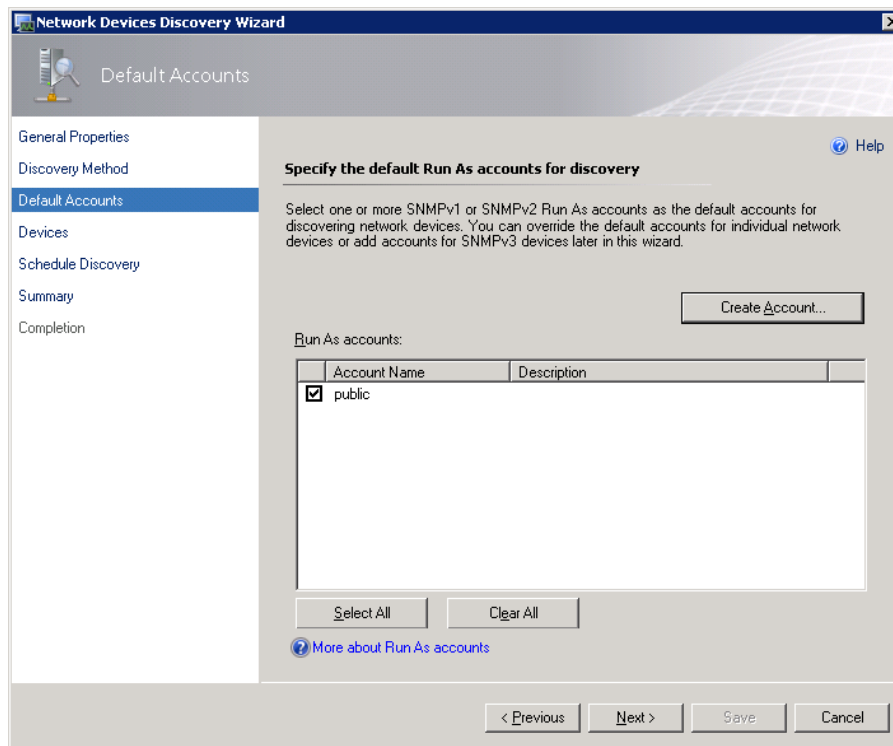 Network Devices Discovery Wizard
Default Accounts
General Properties
Discovery Method
Default Accounts
Devices
Schedule Discovery
Summary
Completion
Help
Specify the default Run As accounts for discovery
Select one or more SNMPv1 or SNMPv2 Run As accounts as the default accounts for
discovering network devices. You can override the default accounts for individual network
devices or add accounts for SNMPv3 devices later in this wizard.
Create Account...
Run As accounts:
Account Name Description
public
Select All Clear All
More about Run As accounts
< Previous Next > Save Cancel